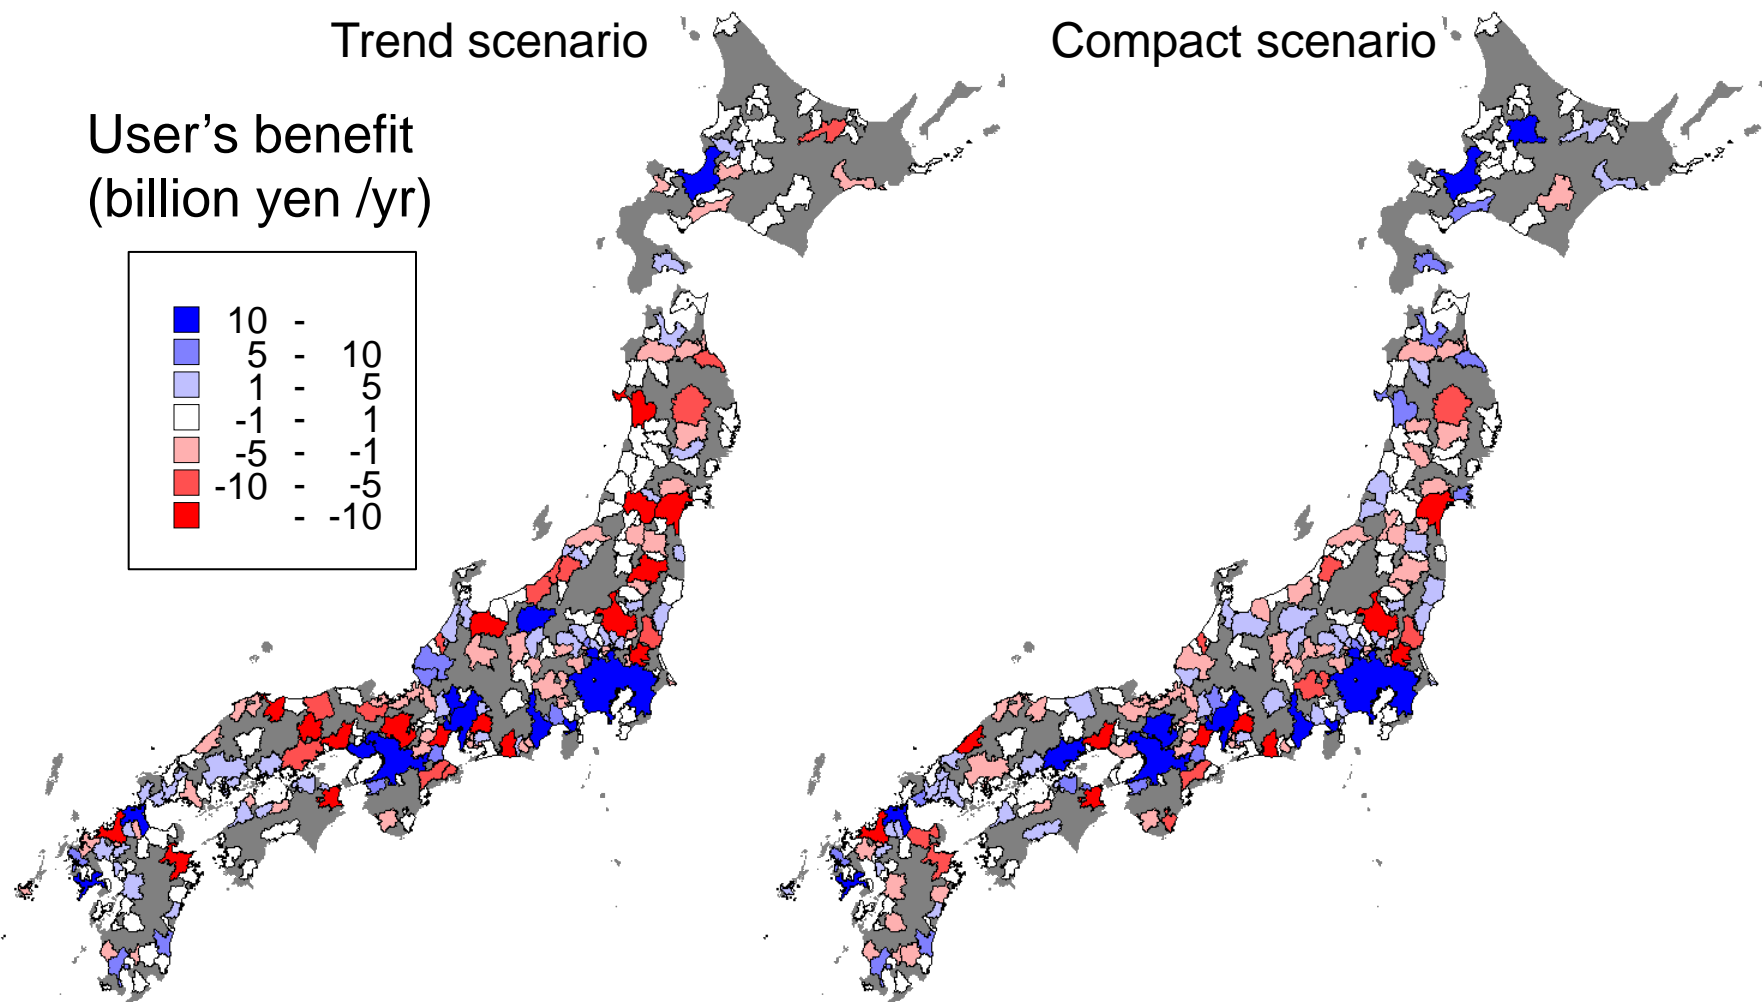 Trend scenario
Compact scenario
User’s benefit
(billion yen /yr)
10 -
5 - 10
1 - 5
-1 - 1
-5 - -1
-10 - -5
- -10